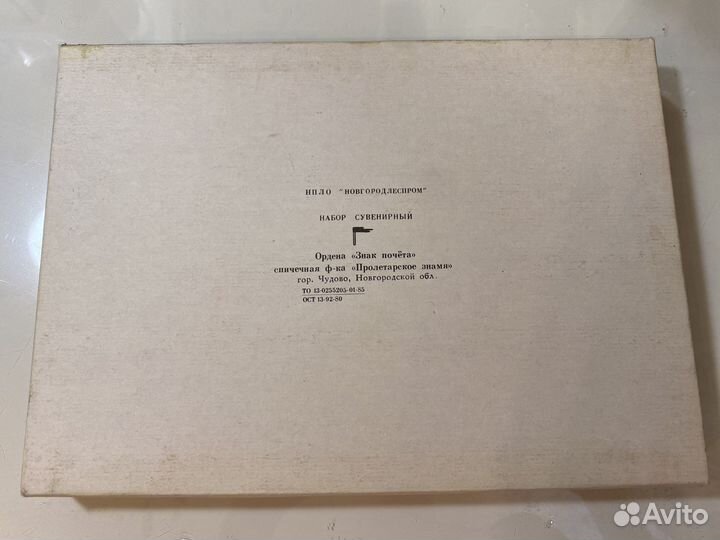 НПЛО "НОВГОРОДЛЕСПРОМ"
НАБОР СУВЕНИРНЫЙ
Ордена «Знак почёта»
спичечная ф-ка «Пролетарское знамя»
гор. Чудово, Новгородской обл.
ТО 13-0255205-01-85
ОСТ 13-92-80
Avito